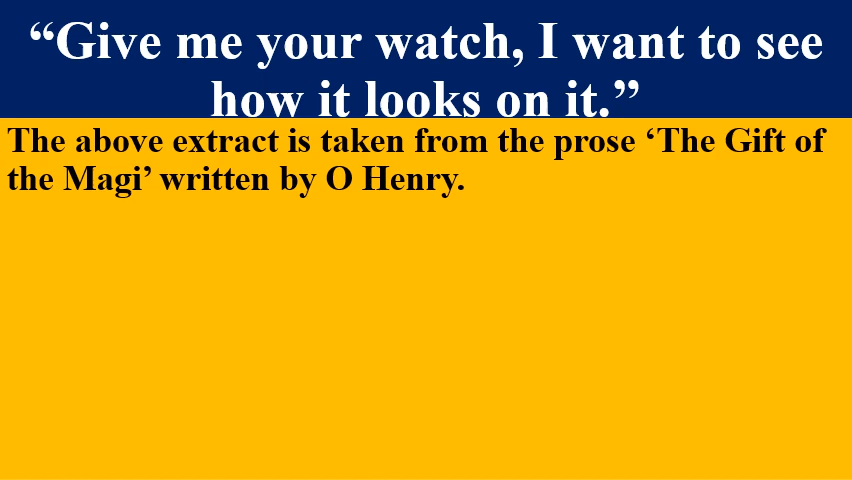 “Give me your watch, I want to see
how it looks on it.”
The above extract is taken from the prose ‘The Gift of
the Magi’ written by O Henry.